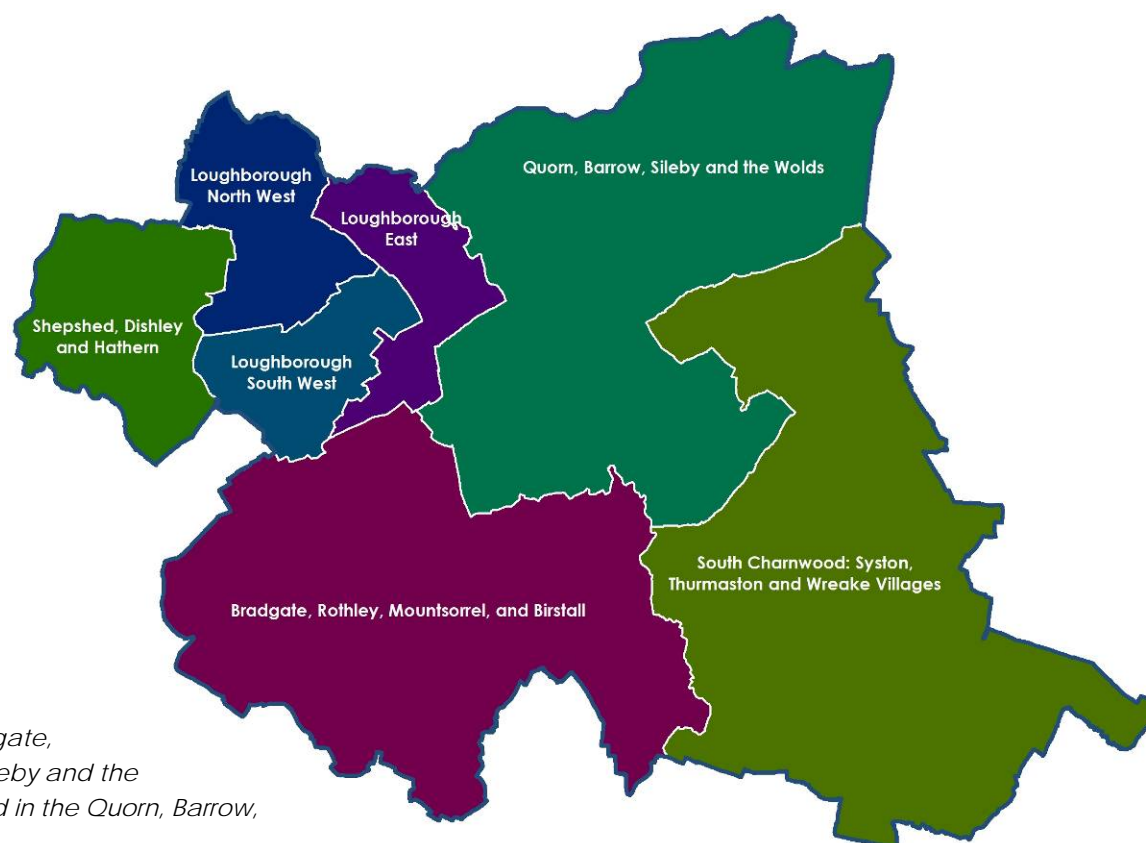 Quorn, Barrow, Sileby and the Wolds
Loughborough
North West
Loughborough
East
Shepshed, Dishley
and Hathern
Loughborough
South West
South Charnwood: Syston,
Thurmaston and Wreake Villages
Bradgate, Rothley, Mountsorrel, and Birstall
gate,
eby and the
d in the Quorn, Barrow,